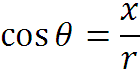 cos θ = x/r